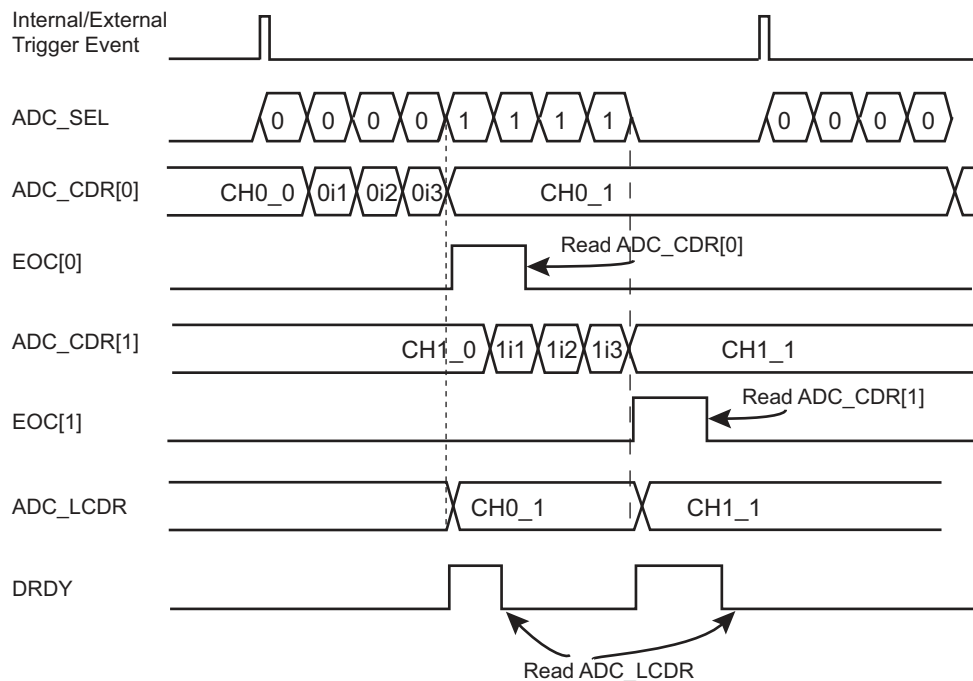 Internal/External
Trigger Event
ADC_SEL
0 0 0 0 1 1 1 1 0 0 0 0
ADC_CDR[0]
CH0_0 0i1 0i2 0i3 CH0_1
EOC[0]
Read ADC_CDR[0]
ADC_CDR[1]
CH1_0 1i1 1i2 1i3 CH1_1
EOC[1]
Read ADC_CDR[1]
ADC_LCDR
CH0_1 CH1_1
DRDY
Read ADC_LCDR